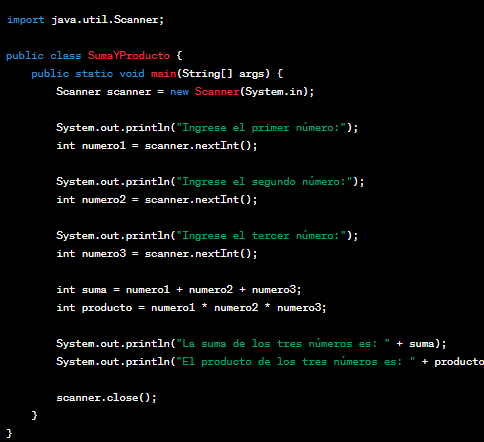 import java.util.Scanner;
public class SumaYProducto {
public static void main(String[] args) {
Scanner scanner = new Scanner(System.in);
System.out.println("Ingrese el primer número:");
int numero1 = scanner.nextInt();
System.out.println("Ingrese el segundo número:");
int numero2 = scanner.nextInt();
System.out.println("Ingrese el tercer número:");
int numero3 = scanner.nextInt();
int suma = numero1 + numero2 + numero3;
int producto = numero1 * numero2 * numero3;
System.out.println("La suma de los tres números es: " + suma);
System.out.println("El producto de los tres números es: " + producto
scanner.close();
}
}